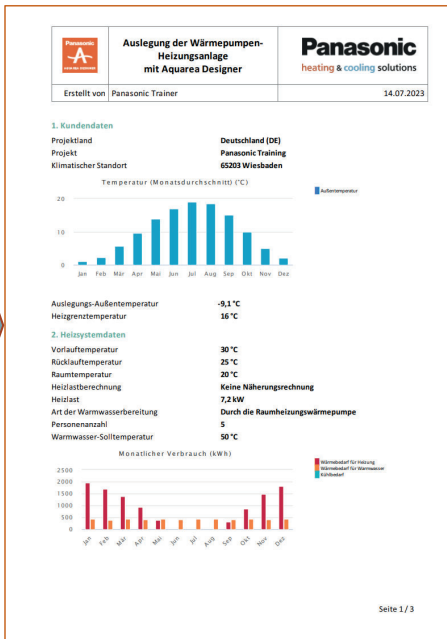 Panasonic
Auslegung der Wärmepumpen-
Heizungsanlage
mit Aquarea Designer
Panasonic
heating & cooling solutions
Erstellt von Panasonic Trainer 14.07.2023
1. Kundendaten
Projektland Deutschland (DE)
Projekt Panasonic Training
Klimatischer Standort 65203 Wiesbaden
Temperatur (Monatsdurchschnitt) (°C)
Außentemperatur
20
10
0
Jan Feb Mär Apr Mai Jun Jul Aug Sep Okt Nov Dez
Auslegungs-Außentemperatur -9,1 °C
Heizgrenztemperatur 16 °C
2. Heizsystemdaten
Vorlauftemperatur 30 °C
Rücklauftemperatur 25 °C
Raumtemperatur 20 °C
Heizlastberechnung Keine Näherungsrechnung
Heizlast 7,2 kW
Art der Warmwasserbereitung Durch die Raumheizungswärmepumpe
Personenanzahl 5
Warmwasser-Solltemperatur 50 °C
Monatlicher Verbrauch (kWh)
Wärmebedarf für Heizung
Wärmebedarf für Warmwasser
Kühlbedarf
2500
2000
1500
1000
500
0
Jan Feb Mär Apr Mai Jun Jul Aug Sep Okt Nov Dez
Seite 1 / 3